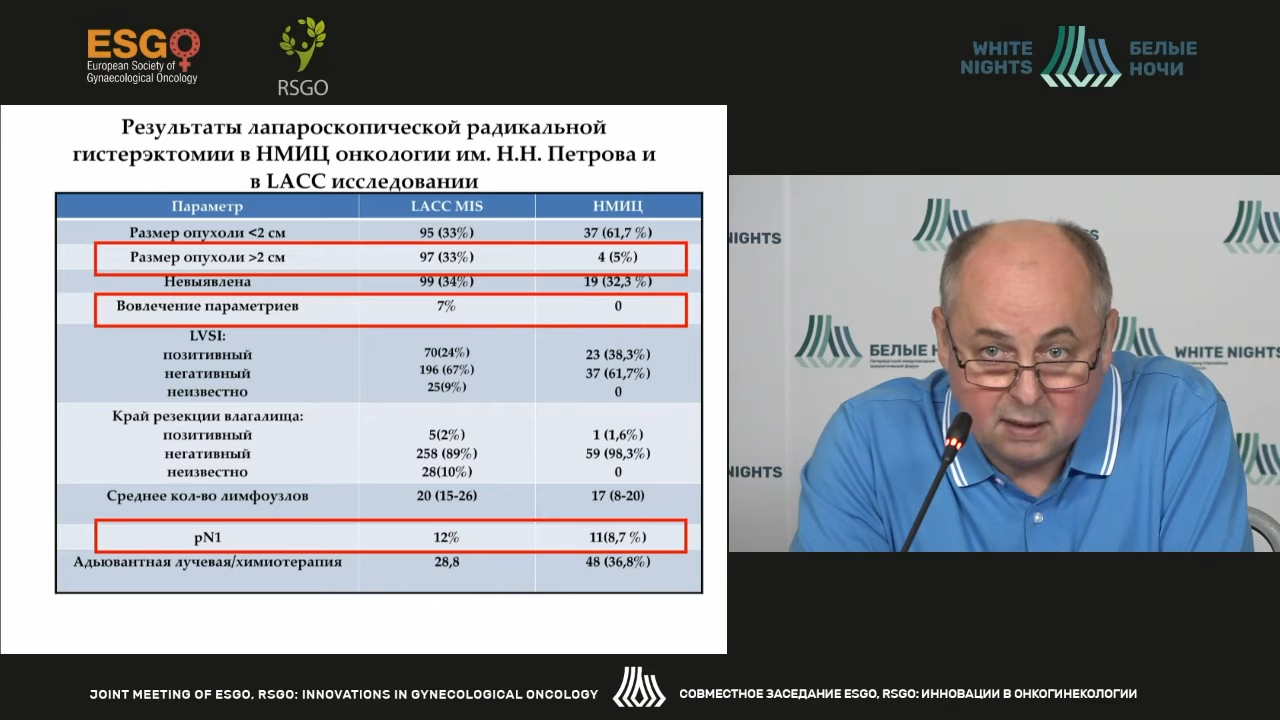 ESGO
European Society of
Gynaecological Oncology
RSGO
WHITE
NIGHTS
БЕЛЫЕ
НОЧИ
Результаты лапароскопической радикальной
гистерэктомии в НМИЦ онкологии им. Н.Н. Петрова и
в LACC исследовании
Параметр LACC MIS НМИЦ
Размер опухоли <2 см 95 (33%) 37 (61,7 %)
Размер опухоли >2 см 97 (33%) 4 (5%)
Невыявлена 99 (34%) 19 (32,3 %)
Вовлечение параметриев 7% 0
LVSI:
позитивный 70(24%) 23 (38,3%)
негативный 196 (67%) 37 (61,7%)
неизвестно 25(9%) 0
Край резекции влагалища:
позитивный 5(2%) 1 (1,6%)
негативный 258 (89%) 59 (98,3%)
неизвестно 28(10%) 0
Среднее кол-во лимфоузлов 20 (15-26) 17 (8-20)
pN1 12% 11(8,7 %)
Адьювантная лучевая/химиотерапия 28,8 48 (36,8%)
NIGHTS
БЕЛЫЕ Н
WHITE NIGHTS
NIGHTS
JOINT MEETING OF ESGO, RSGO: INNOVATIONS IN GYNECOLOGICAL ONCOLOGY
СОВМЕСТНОЕ ЗАСЕДАНИЕ ESGO, RSGO: ИННОВАЦИИ В ОНКОГИНЕКОЛОГИИ